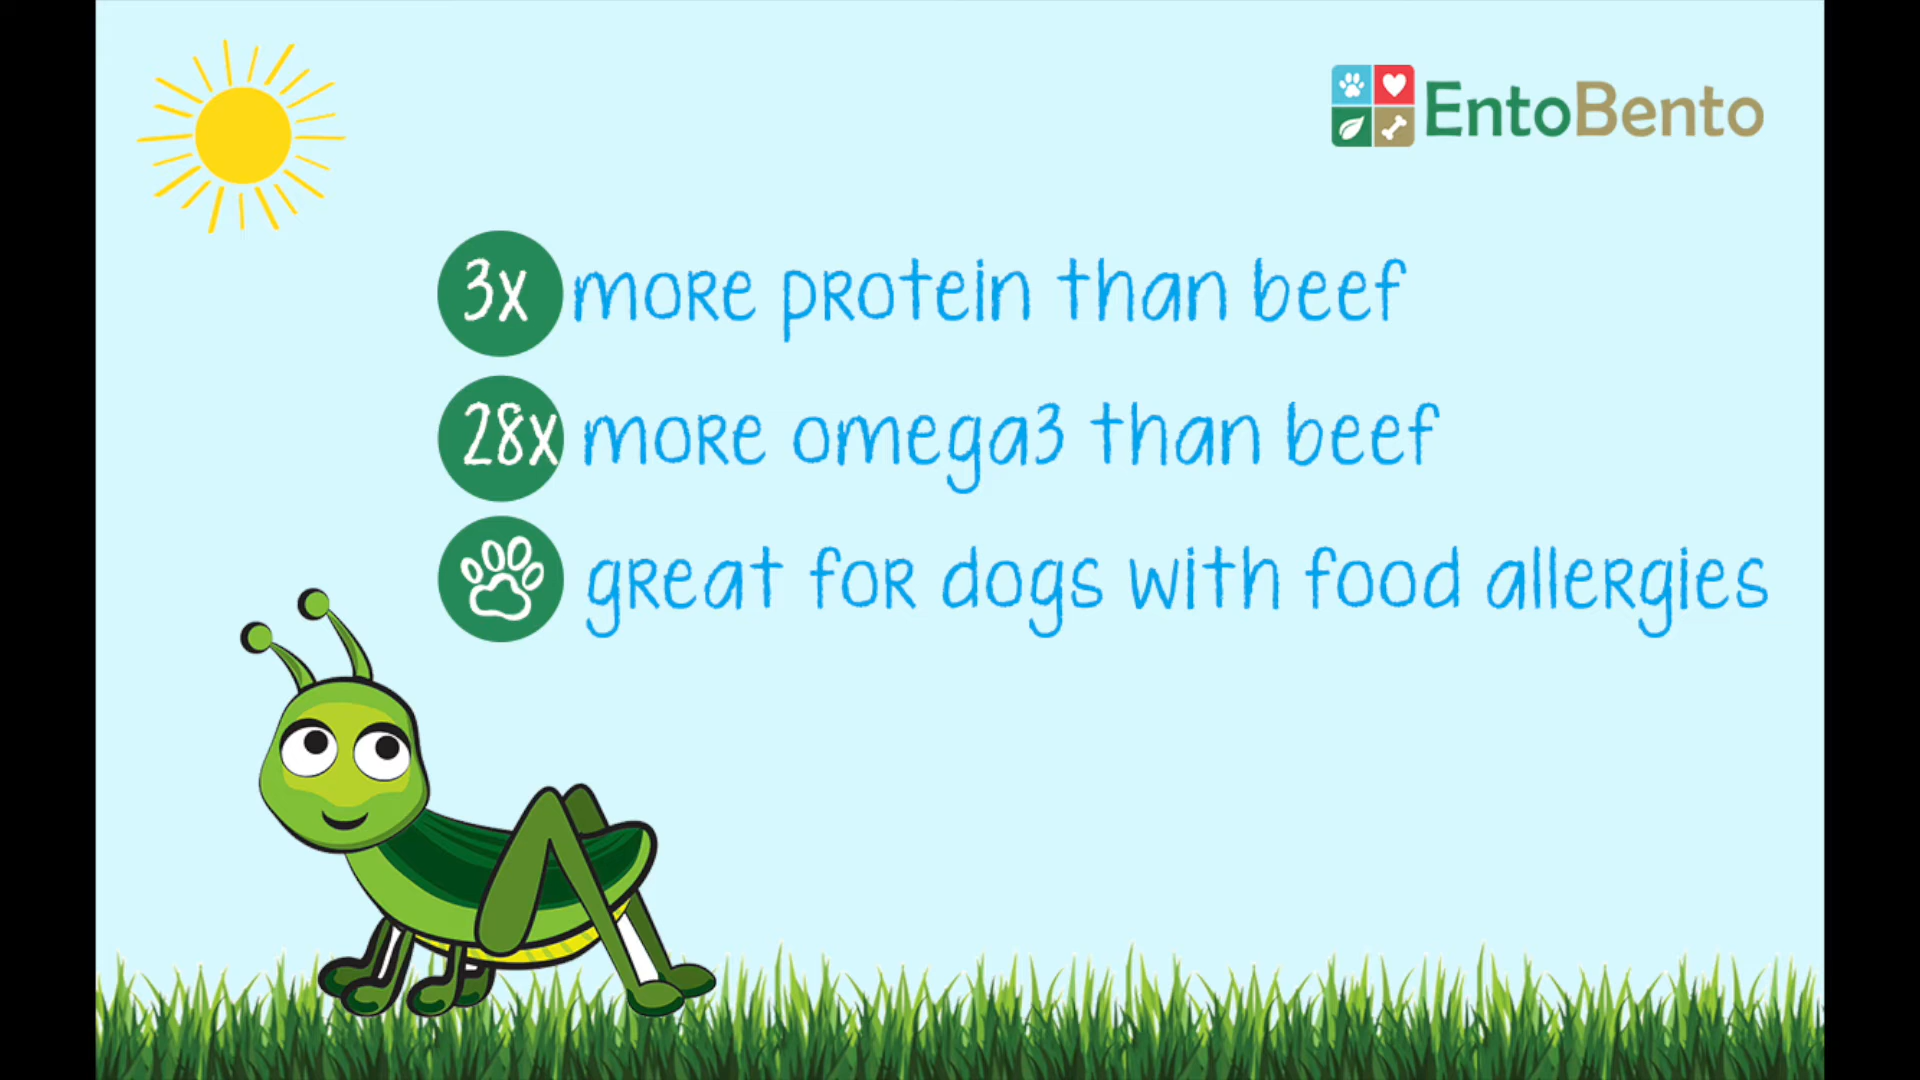 EntoBento
3x more protein than beef
28x more omega3 than beef
great for dogs with food allergies